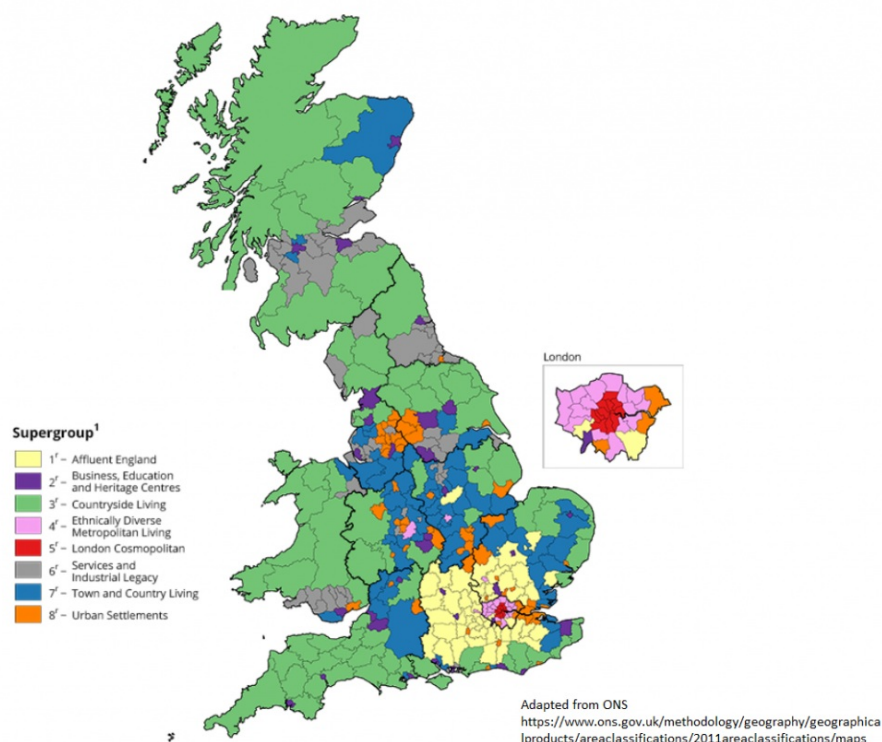 London
Supergroup1
1r – Affluent England
2r – Business, Education
and Heritage Centres
3r – Countryside Living
4r – Ethnically Diverse
Metropolitan Living
5r – London Cosmopolitan
6r – Services and
Industrial Legacy
7r – Town and Country Living
8r – Urban Settlements
Adapted from ONS
https://www.ons.gov.uk/methodology/geography/geographica
lproducts/areaclassifications/2011areaclassifications/maps